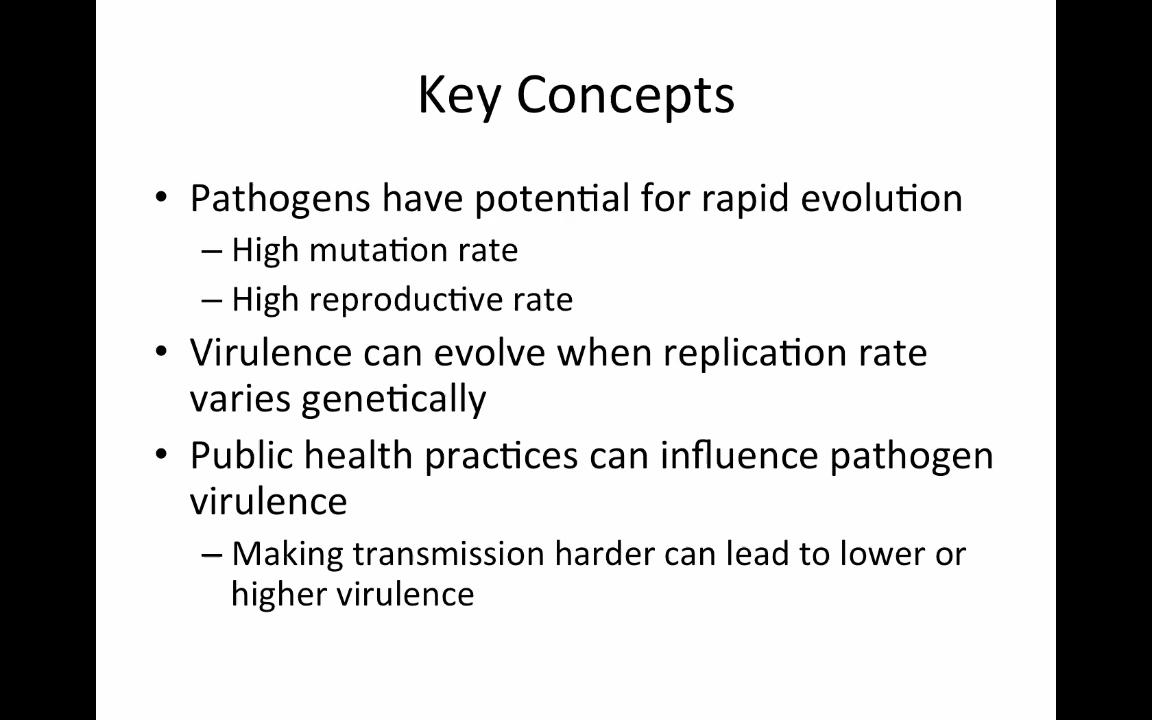 Key Concepts
• Pathogens have potential for rapid evolution
– High mutation rate
– High reproductive rate
• Virulence can evolve when replication rate
varies genetically
• Public health practices can influence pathogen
virulence
– Making transmission harder can lead to lower or
higher virulence